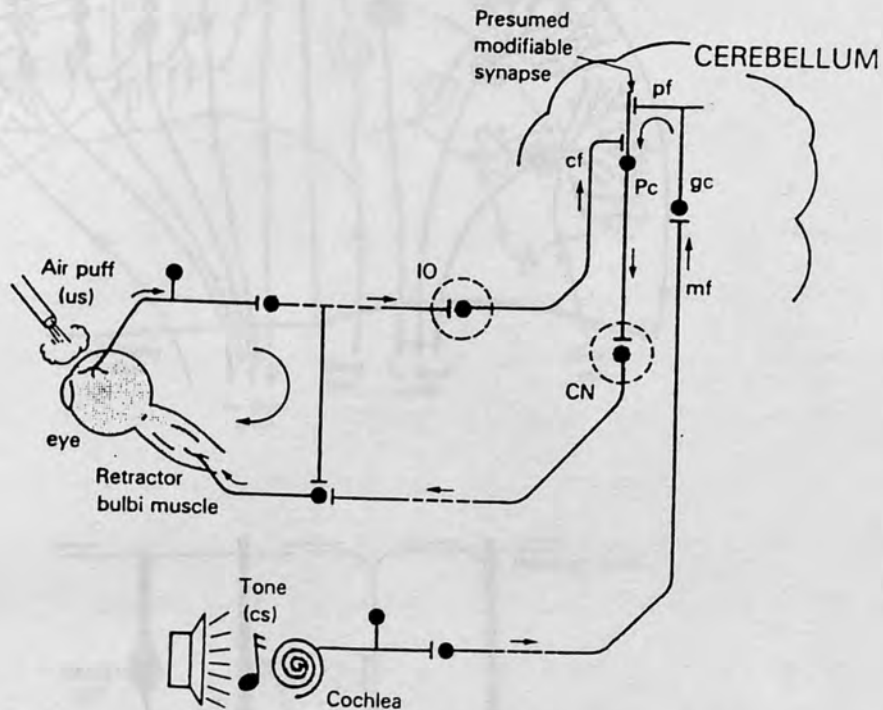 Presumed
modifiable
synapse
CEREBELLUM
pf
cf
Pc
gc
IO
mf
Air puff
(us)
CN
eye
Retractor
bulbi muscle
Tone
(cs)
Cochlea